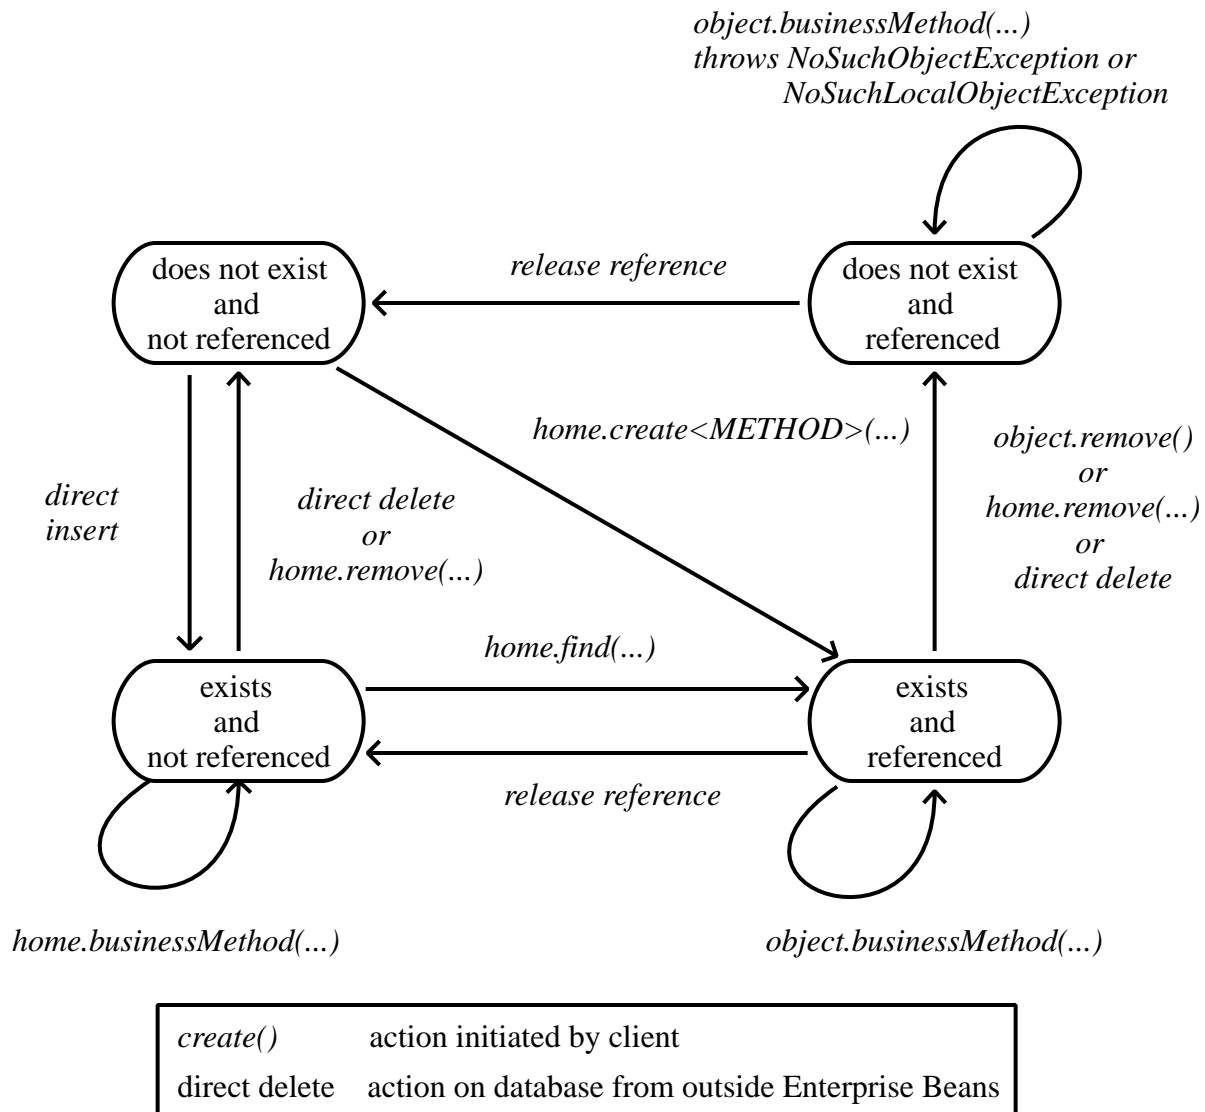 object.businessMethod(...)
throws NoSuchObjectException or
NoSuchLocalObjectException
does not exist
and
not referenced
release reference
does not exist
and
referenced
home.create<METHOD>(...)
object.remove()
or
home.remove(...)
or
direct delete
direct
insert
direct delete
or
home.remove(...)
home.find(...)
exists
and
not referenced
exists
and
referenced
release reference
home.businessMethod(...)
object.businessMethod(...)
create() action initiated by client
direct delete action on database from outside Enterprise Beans